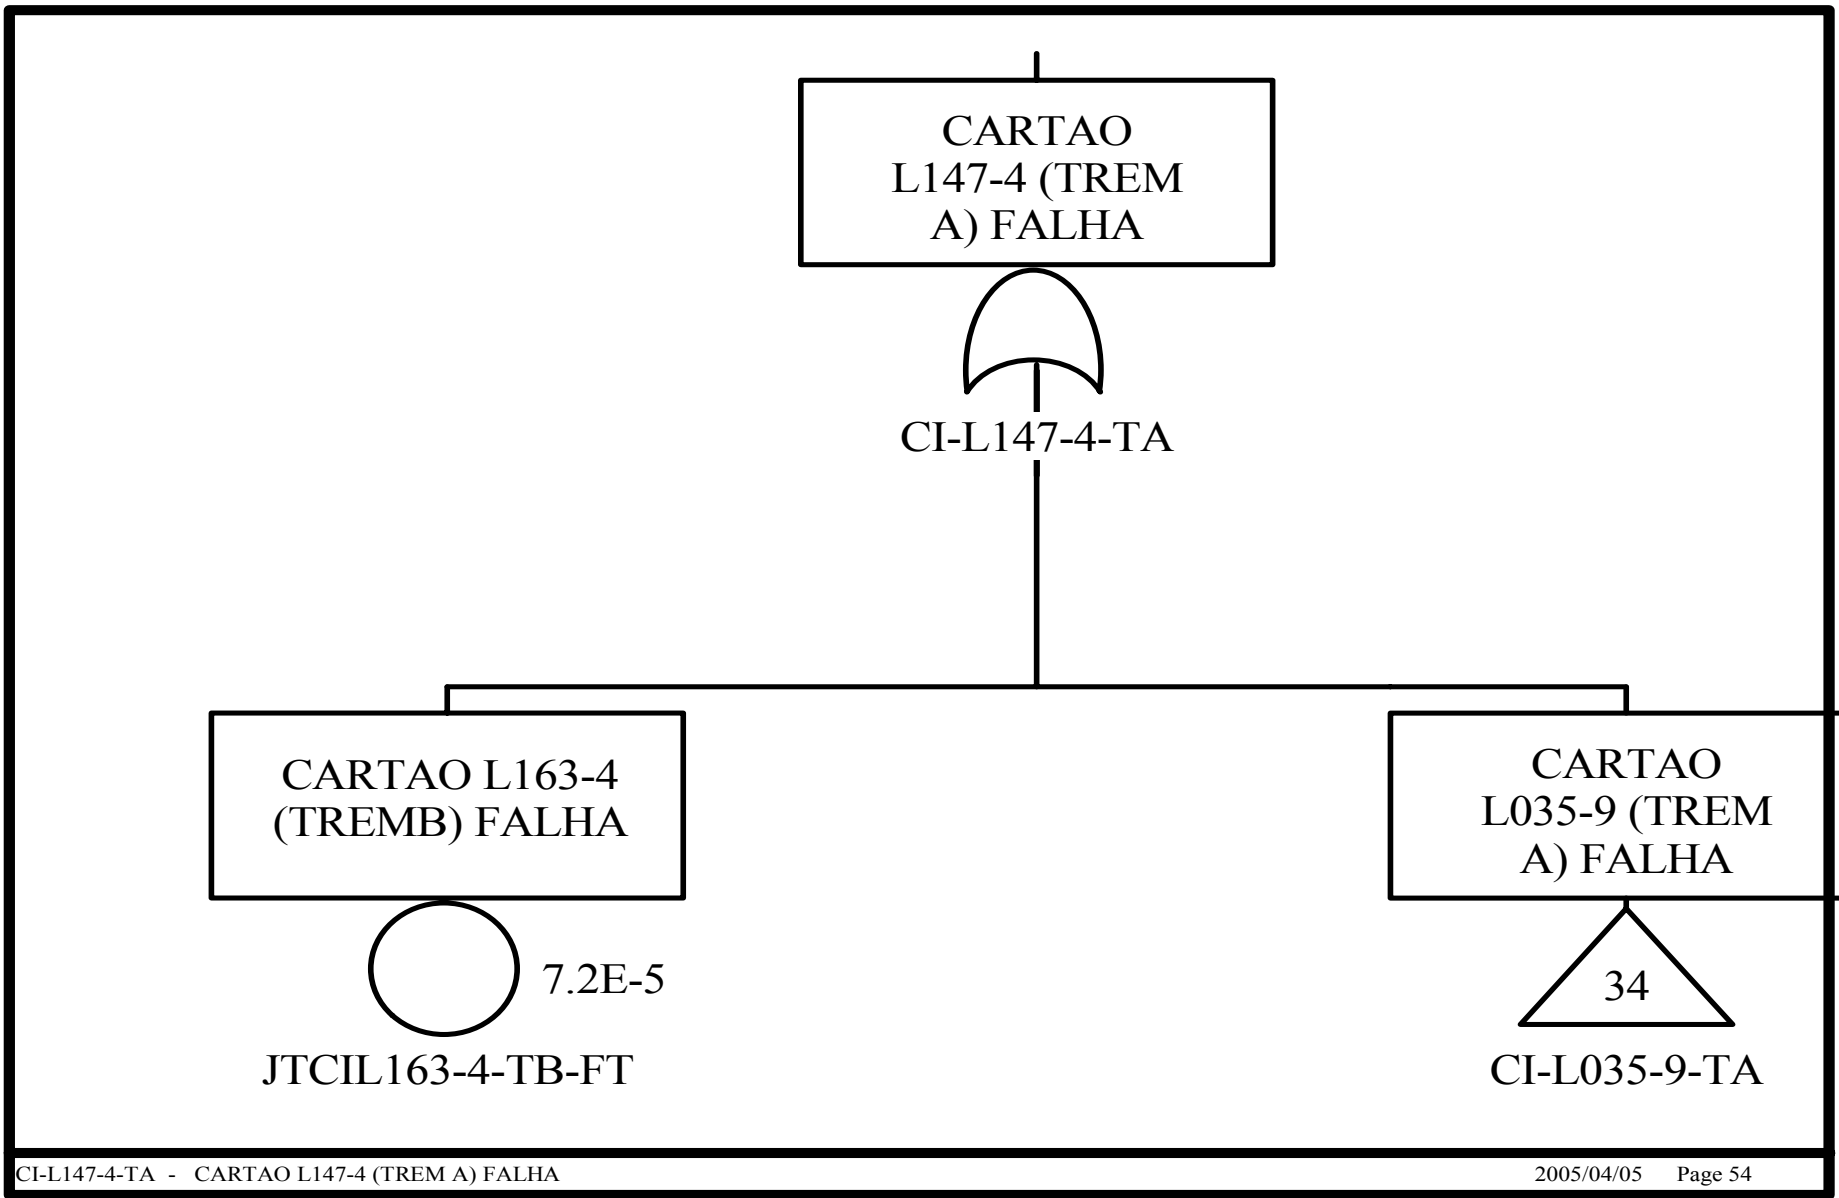 CARTAO
L147-4 (TREM
A) FALHA
CI-L147-4-TA
CARTAO L163-4
(TREMB) FALHA
7.2E-5
JTCIL163-4-TB-FT
CARTAO
L035-9 (TREM
A) FALHA
34
CI-L035-9-TA
CI-L147-4-TA - CARTAO L147-4 (TREM A) FALHA
2005/04/05 Page 54